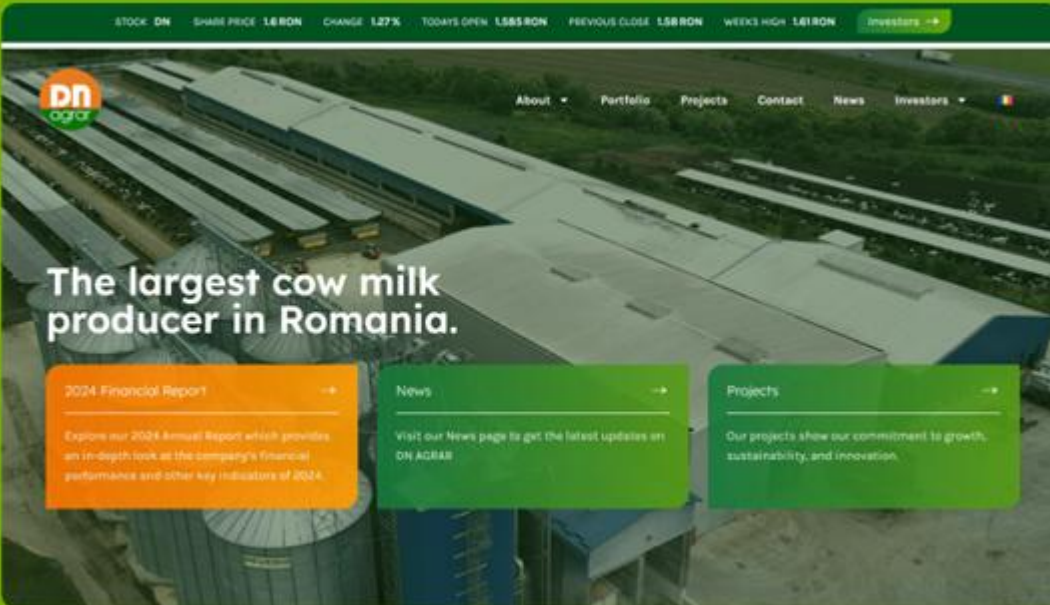 STOCK DN SHARE PRICE 1.6 RON CHANGE 1.27% TODAYS OPEN 1.585 RON PREVIOUS CLOSE 1.58 RON WEEKS HIGH 1.61 RON Investors →
DN
agrar
About Portfolio Projects Contact News Investors
The largest cow milk
producer in Romania.
2024 Financial Report →
Explore our 2024 Annual Report which provides
an in-depth look at the company's financial
performance and other key indicators of 2024.
News →
Visit our News page to get the latest updates on
DN AGRAR
Projects →
Our projects show our commitment to growth,
sustainability, and innovation.